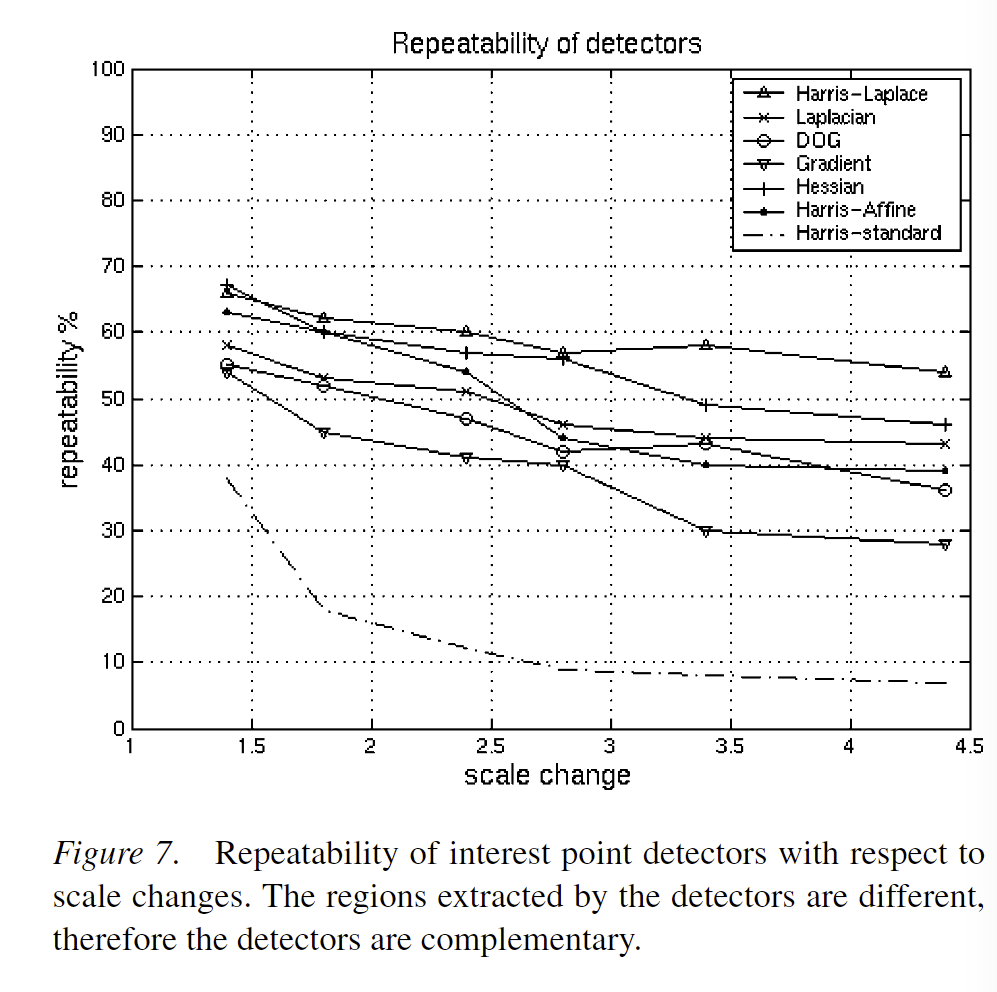 Repeatability of detectors
100
90
80
70
60
50
40
30
20
10
0
repeatability %
Harris-Laplace
Laplacian
DOG
Gradient
Hessian
Harris-Affine
Harris-standard
1 1.5 2 2.5 3 3.5 4 4.5
scale change
Figure 7. Repeatability of interest point detectors with respect to
scale changes. The regions extracted by the detectors are different,
therefore the detectors are complementary.